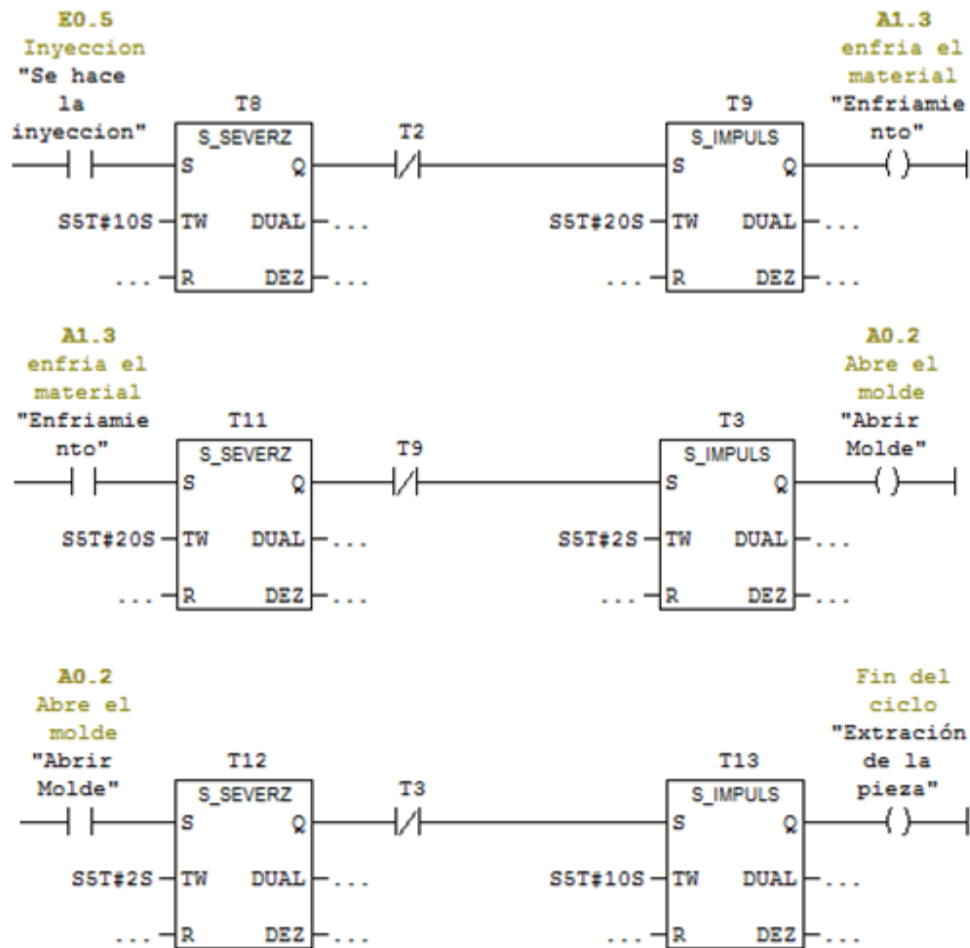 E0.5
Inyeccion
"Se hace
la
inyeccion"
T8
S_SEVERZ
S Q
S5T#10S TW DUAL ...
... R DEZ ...
T2
T9
S_IMPULS
S Q
S5T#20S TW DUAL ...
... R DEZ ...
A1.3
enfria el
material
"Enfriamie
nto"
A1.3
enfria el
material
"Enfriamie
nto"
T11
S_SEVERZ
S Q
S5T#20S TW DUAL ...
... R DEZ ...
T9
T3
S_IMPULS
S Q
S5T#2S TW DUAL ...
... R DEZ ...
A0.2
Abre el
molde
"Abrir
Molde"
A0.2
Abre el
molde
"Abrir
Molde"
T12
S_SEVERZ
S Q
S5T#2S TW DUAL ...
... R DEZ ...
T3
T13
S_IMPULS
S Q
S5T#10S TW DUAL ...
... R DEZ ...
Fin del
ciclo
"Extración
de la
pieza"